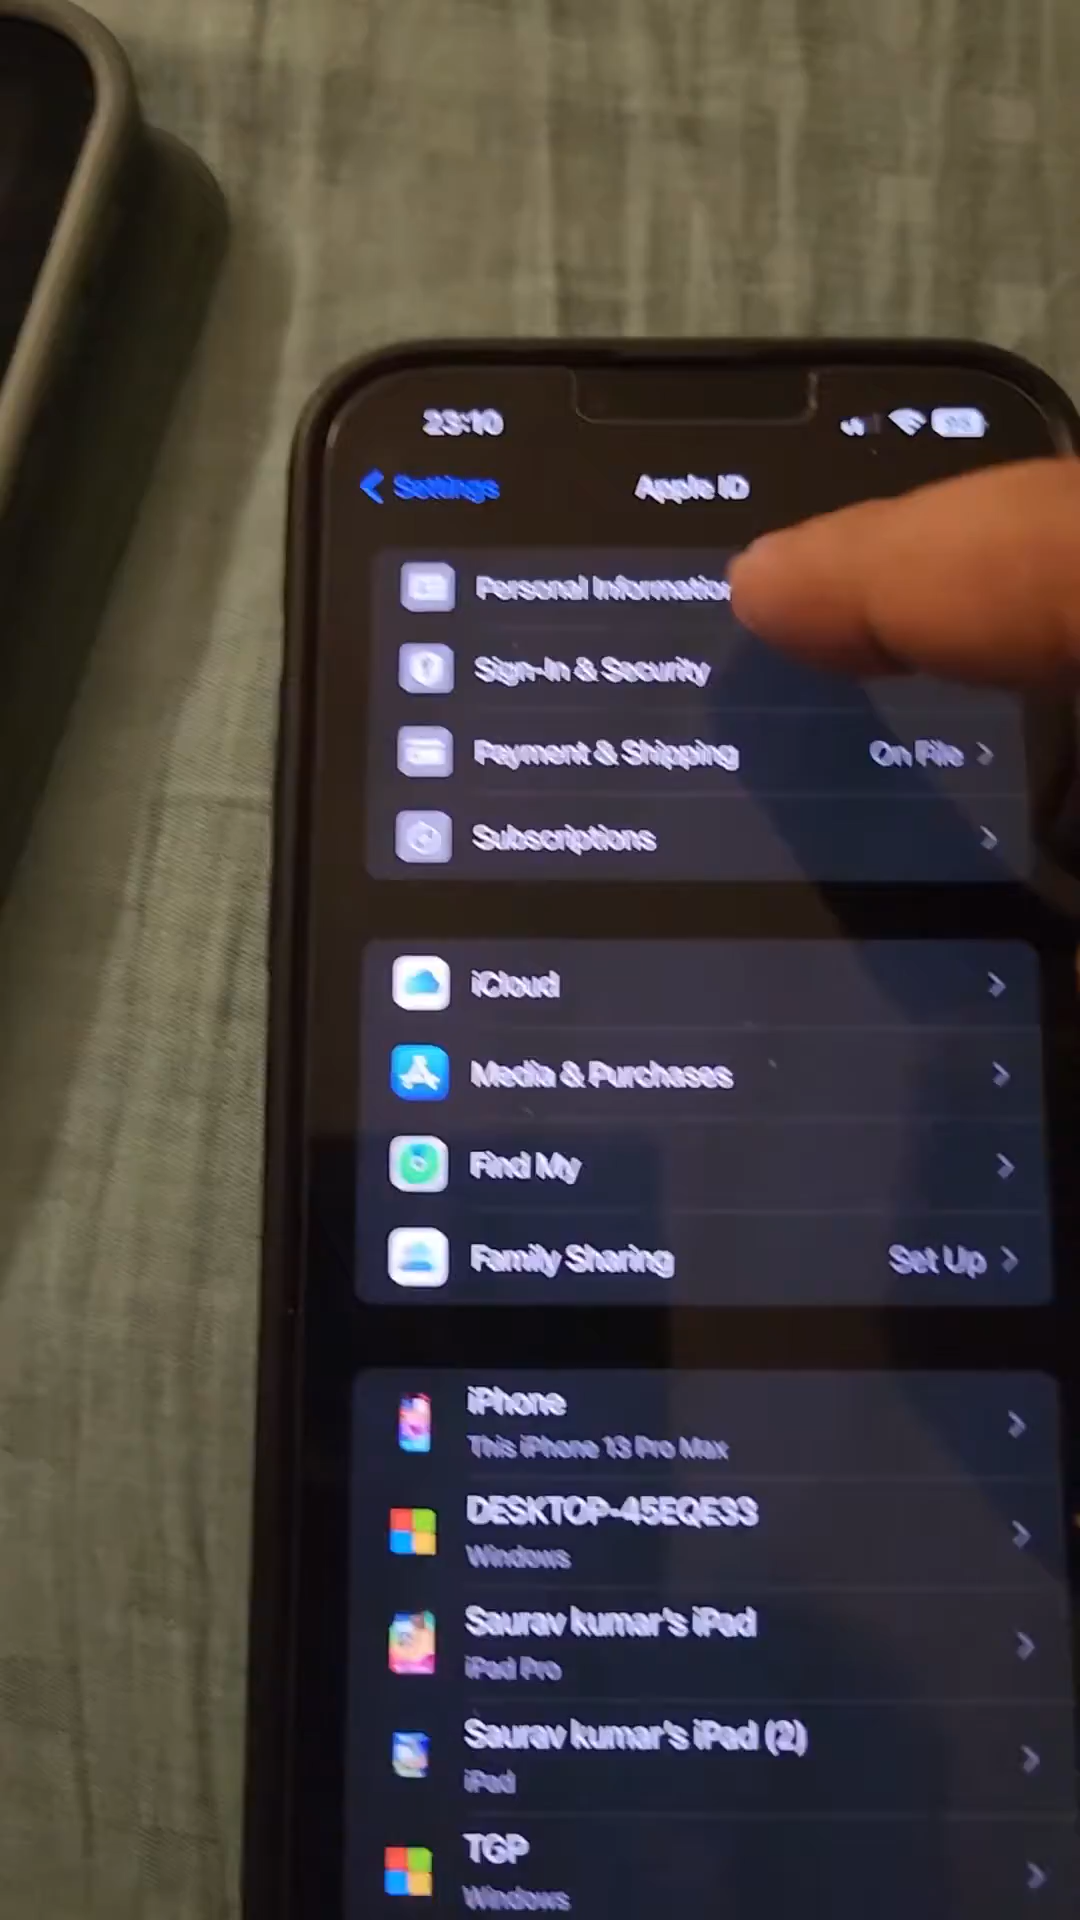 23:10
Settings
Apple ID
Personal Information
Sign-In & Security
Payment & Shipping On File
Subscriptions
iCloud
Media & Purchases
Find My
Family Sharing Set Up
iPhone
This iPhone 13 Pro Max
DESKTOP-45EQESS
Windows
Saurav kumar's iPad
iPad Pro
Saurav kumar's iPad (2)
iPad
TGP
Windows